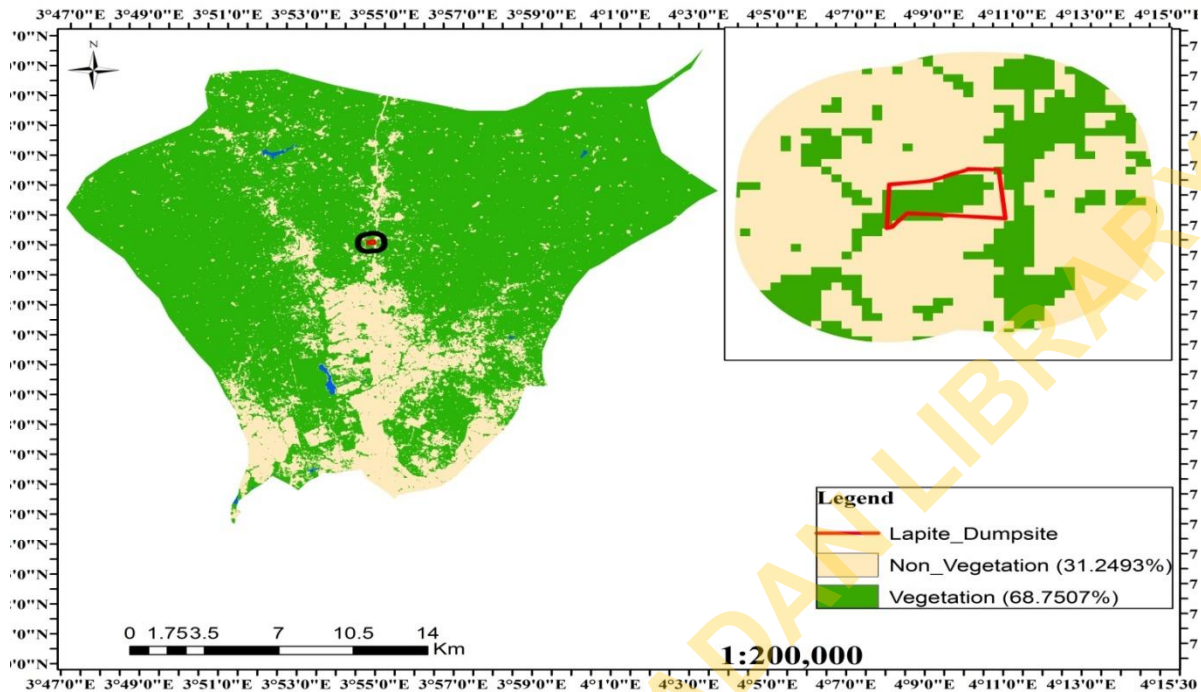 3°47'0"E 3°49'0"E 3°51'0"E 3°53'0"E 3°55'0"E 3°57'0"E 3°59'0"E 4°1'0"E 4°3'0"E 4°5'0"E 4°7'0"E 4°9'0"E 4°11'0"E 4°13'0"E 4°15'0"
N
Legend
Lapite_Dumpsite
Non_Vegetation (31.2493%)
Vegetation (68.7507%)
0 1.75 3.5 7 10.5 14
Km
1:200,000
3°47'0"E 3°49'0"E 3°51'0"E 3°53'0"E 3°55'0"E 3°57'0"E 3°59'0"E 4°1'0"E 4°3'0"E 4°5'0"E 4°7'0"E 4°9'0"E 4°11'0"E 4°13'0"E 4°15'30
DAN LIBRARY